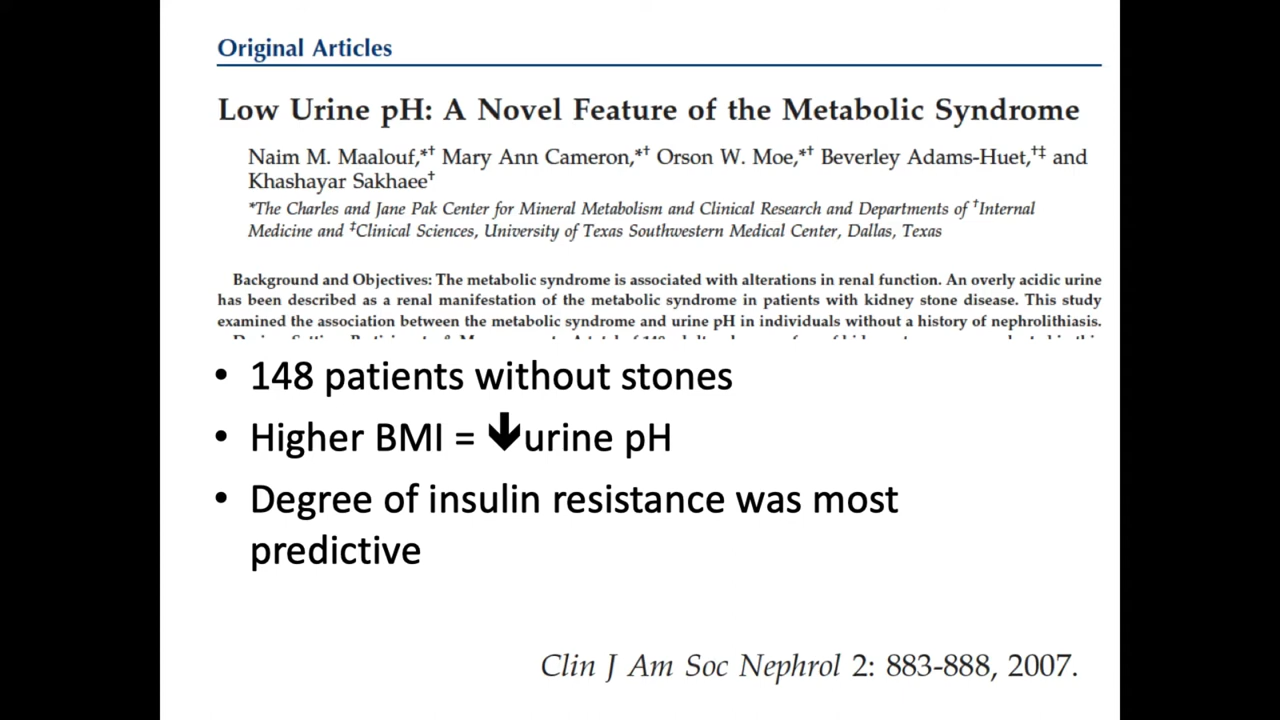 Original Articles
Low Urine pH: A Novel Feature of the Metabolic Syndrome
Naim M. Maalouf,*† Mary Ann Cameron,*† Orson W. Moe,*† Beverley Adams-Huet,†‡ and
Khashayar Sakhaee†
*The Charles and Jane Pak Center for Mineral Metabolism and Clinical Research and Departments of †Internal
Medicine and ‡Clinical Sciences, University of Texas Southwestern Medical Center, Dallas, Texas
Background and Objectives: The metabolic syndrome is associated with alterations in renal function. An overly acidic urine
has been described as a renal manifestation of the metabolic syndrome in patients with kidney stone disease. This study
examined the association between the metabolic syndrome and urine pH in individuals without a history of nephrolithiasis.
• 148 patients without stones
• Higher BMI = 🡇urine pH
• Degree of insulin resistance was most
predictive
Clin J Am Soc Nephrol 2: 883-888, 2007.